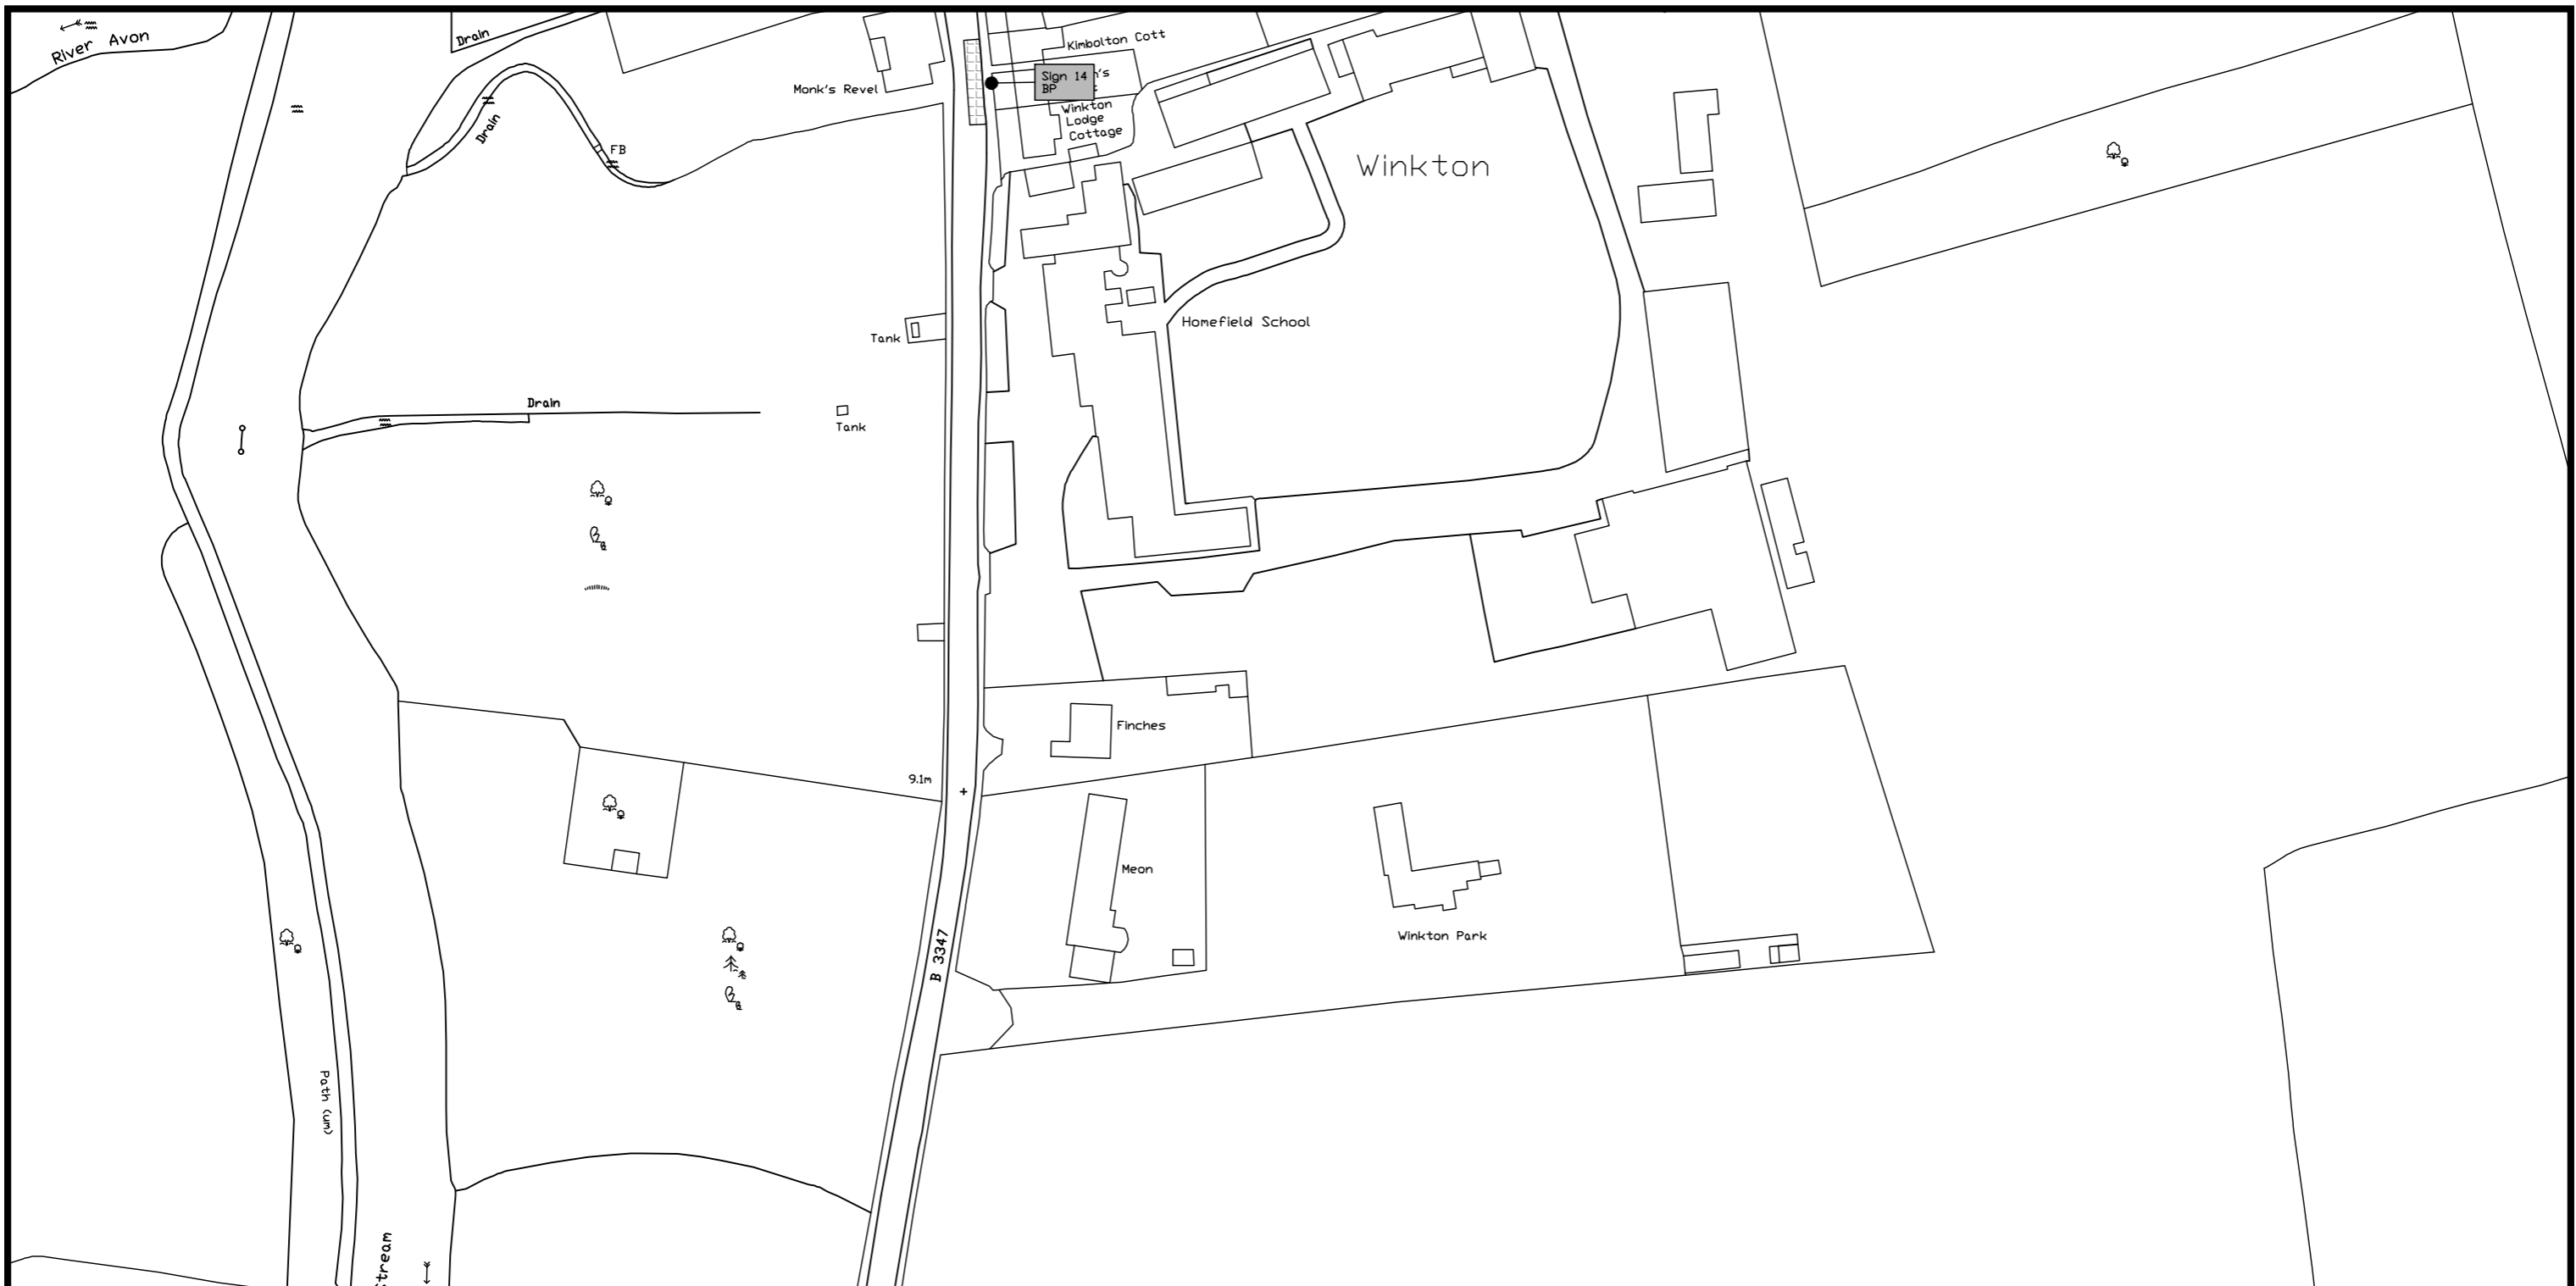 River Avon
Drain
Kimbolton Cott
Monk's Revel
Sign 14
BP
Winkton
Lodge
Cottage
Drain
FB
Winkton
Homefield School
Tank
Drain
Tank
Finches
9.1m
Meon
B 3347
Winkton Park
Path (um)